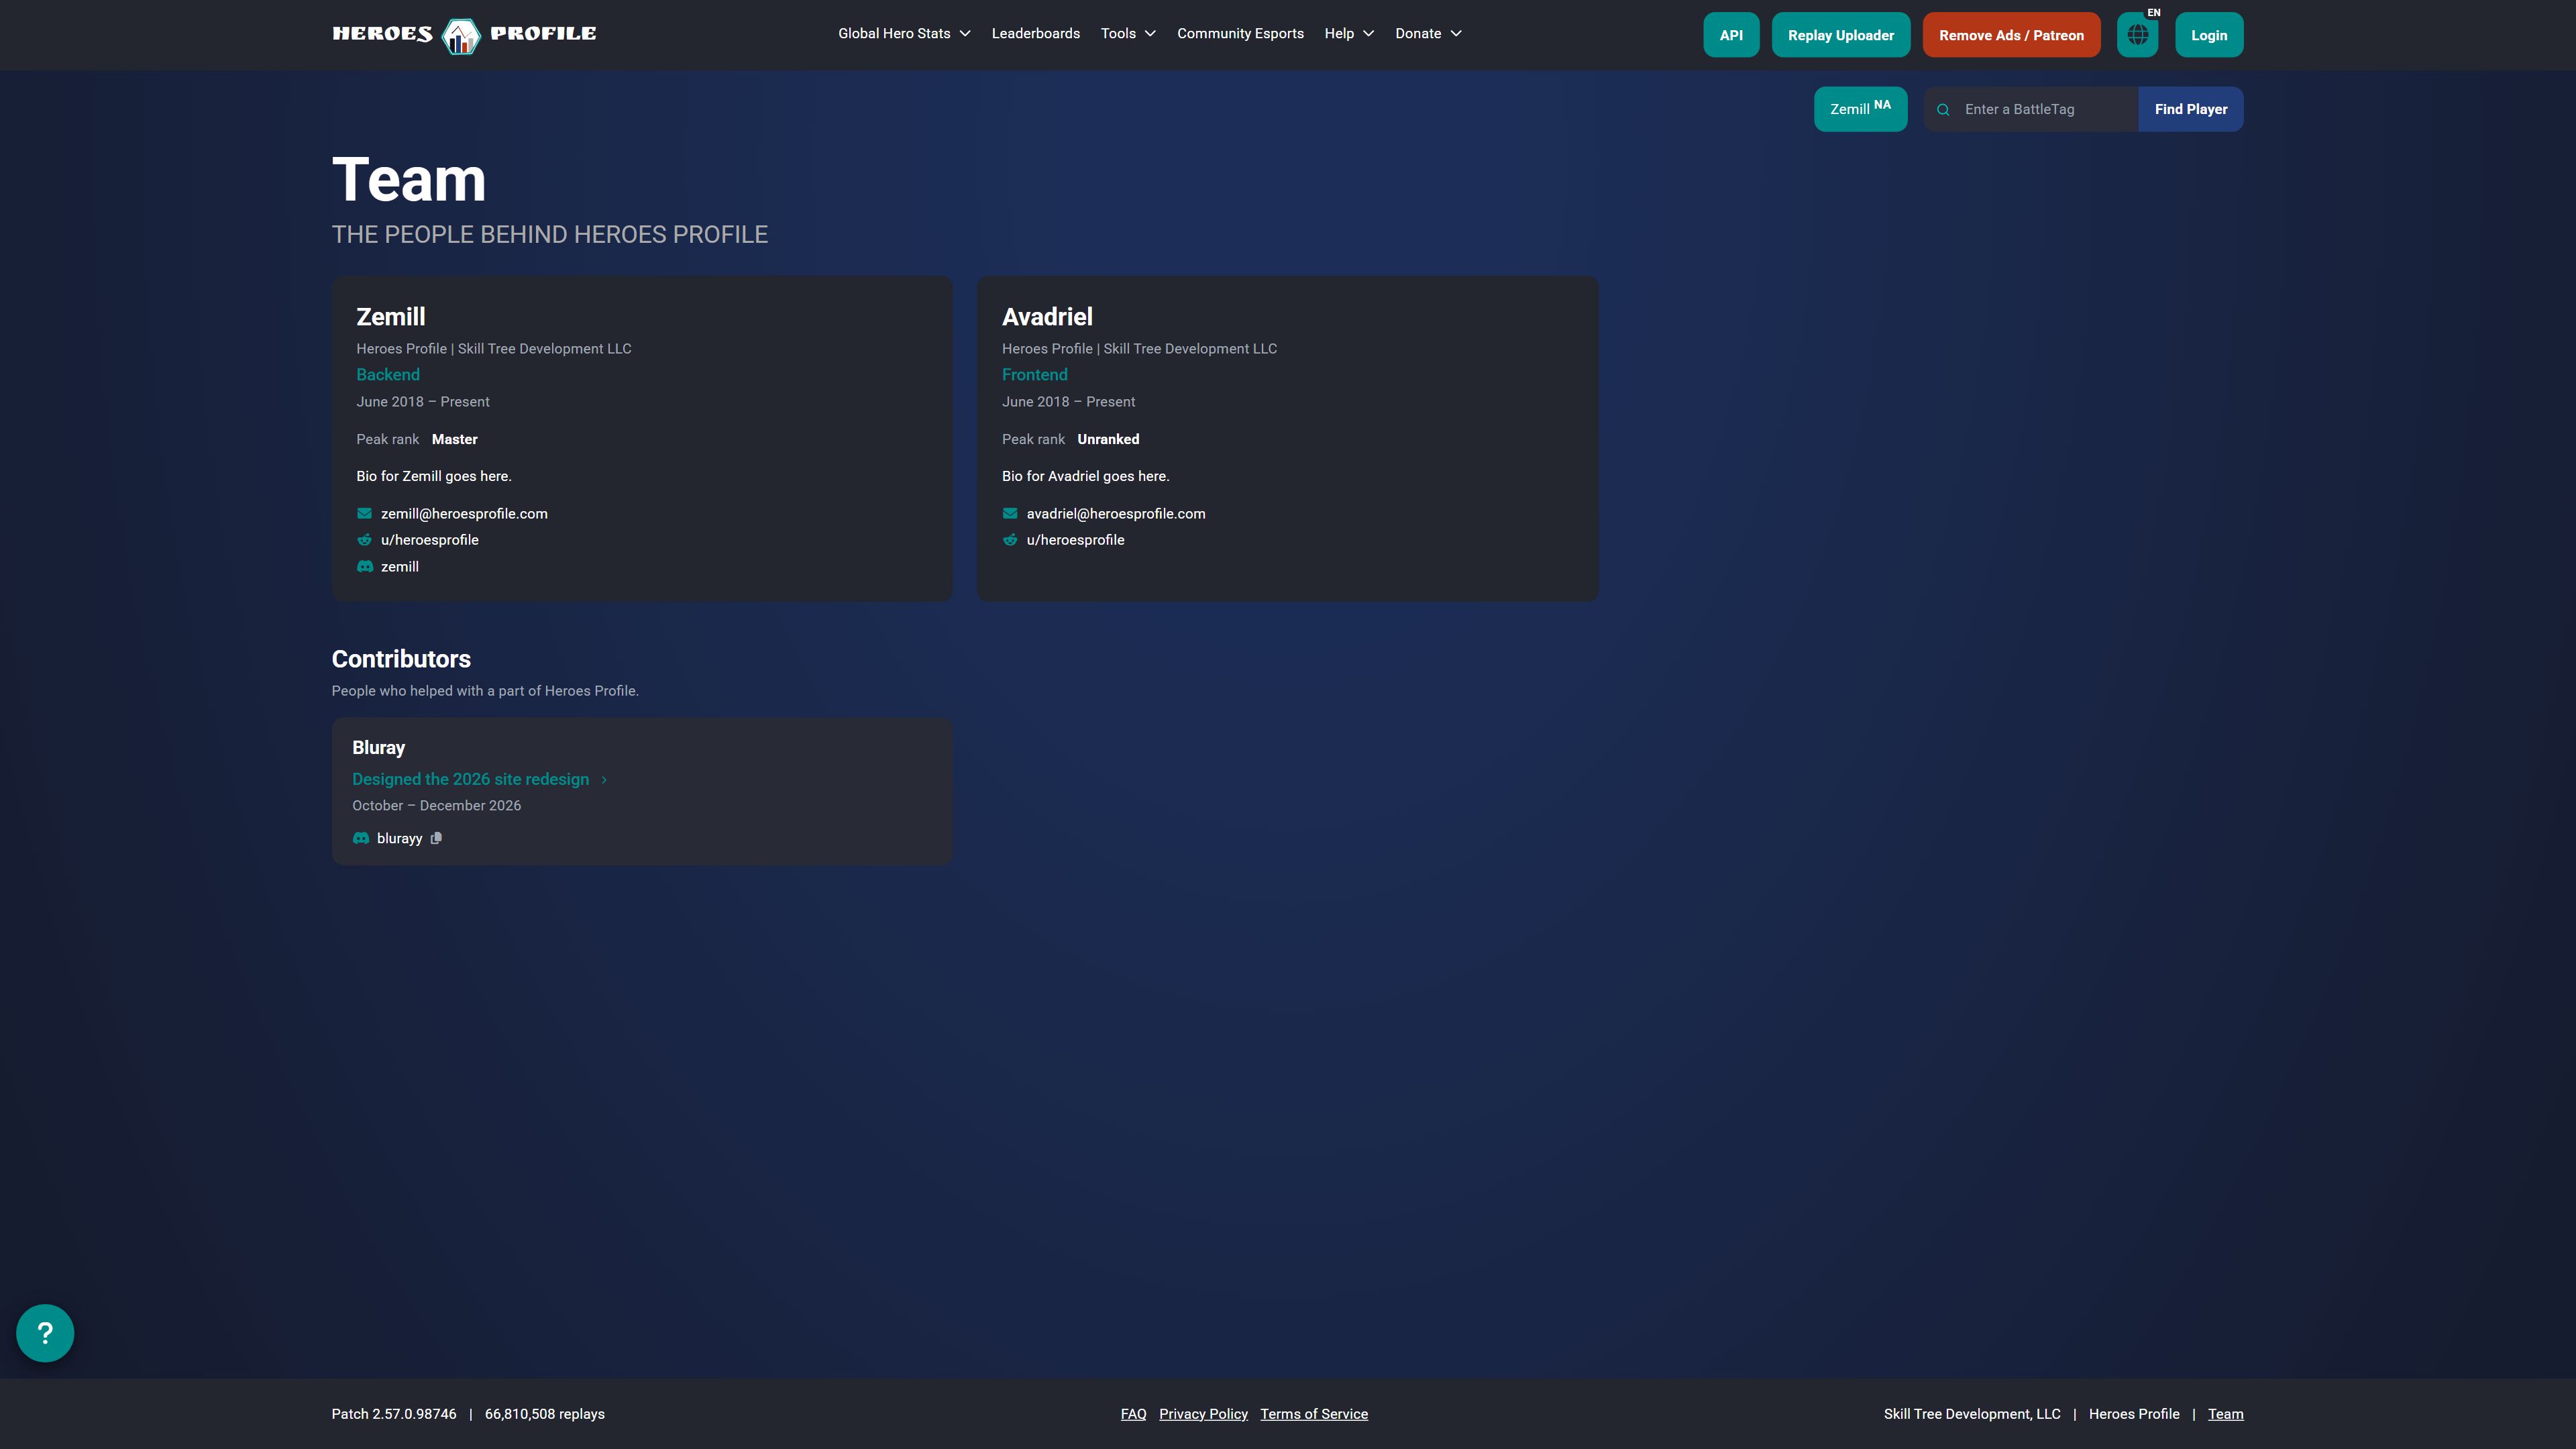 HEROES PROFILE
Global Hero Stats
Leaderboards
Tools
Community Esports
Help
Donate
API
Replay Uploader
Remove Ads / Patreon
EN
Login
Zemill NA
Enter a BattleTag
Find Player
Team
THE PEOPLE BEHIND HEROES PROFILE
Zemill
Heroes Profile | Skill Tree Development LLC
Backend
June 2018 – Present
Peak rank Master
Bio for Zemill goes here.
zemill@heroesprofile.com
u/heroesprofile
zemill
Avadriel
Heroes Profile | Skill Tree Development LLC
Frontend
June 2018 – Present
Peak rank Unranked
Bio for Avadriel goes here.
avadriel@heroesprofile.com
u/heroesprofile
Contributors
People who helped with a part of Heroes Profile.
Bluray
Designed the 2026 site redesign
October – December 2026
blurayy
?
Patch 2.57.0.98746 | 66,810,508 replays
FAQ Privacy Policy Terms of Service
Skill Tree Development, LLC | Heroes Profile | Team